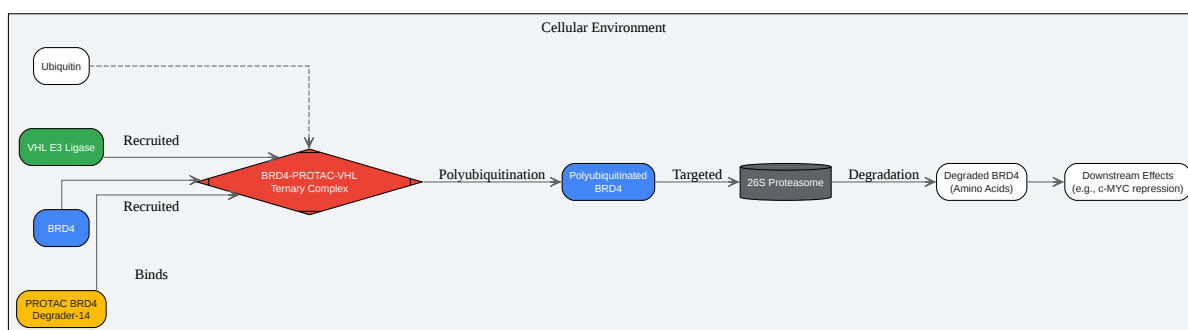 Cellular Environment
Ubiquitin
VHL E3 Ligase
Recruited
BRD4-PROTAC-VHL
Ternary Complex
Polyubiquitination
Polyubiquitinated
BRD4
Targeted
26S Proteasome
Degradation
Degraded BRD4
(Amino Acids)
Downstream Effects
(e.g., c-MYC repression)
Recruited
BRD4
Binds
PROTAC BRD4
Degrader-14